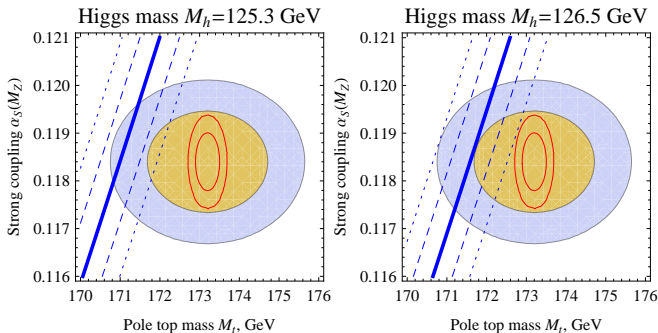 Higgs mass M_h=125.3 GeV
Strong coupling α_S(M_Z)
0.121
0.120
0.119
0.118
0.117
0.116
170 171 172 173 174 175 176
Pole top mass M_t, GeV
Higgs mass M_h=126.5 GeV
Strong coupling α_S(M_Z)
0.121
0.120
0.119
0.118
0.117
0.116
170 171 172 173 174 175 176
Pole top mass M_t, GeV